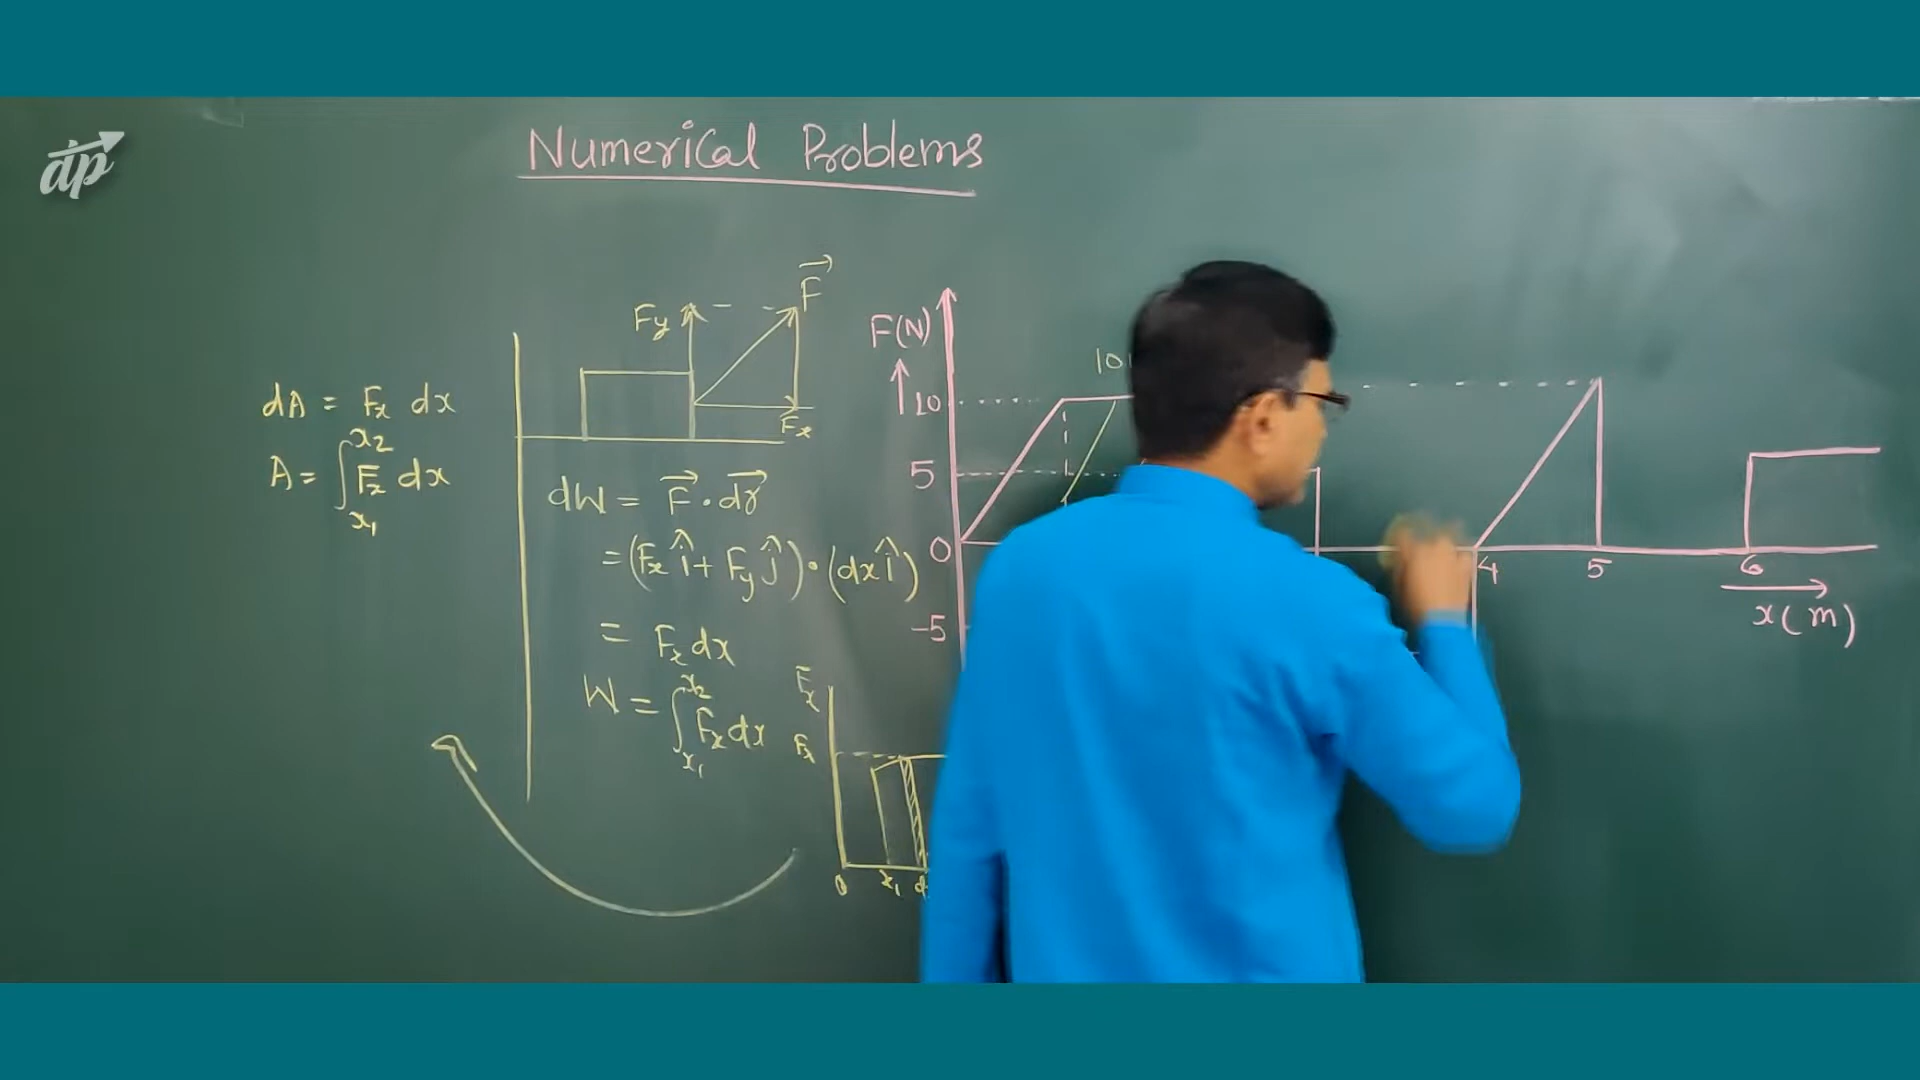 dp
Numerical Problems
dA = Fx dx
A = ∫ Fx dx
x2
x1
Fy
F⃗
Fx
dW = F⃗ · dr⃗
= (Fx î + Fy ĵ) · (dx î)
= Fx dx
W = ∫ Fx dx
x2
x1
Fx
Fx
0
x1
F(N)
10
5
0
-5
10
4
5
6
x(m)